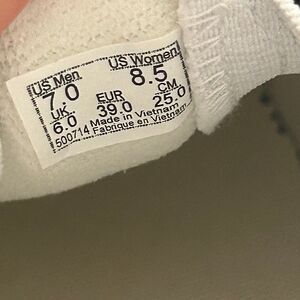 US Men US Women
7.0 8.5
UK EUR CM
6.0 39.0 25.0
500714 Made in Vietnam
Fabrique en Vietnam